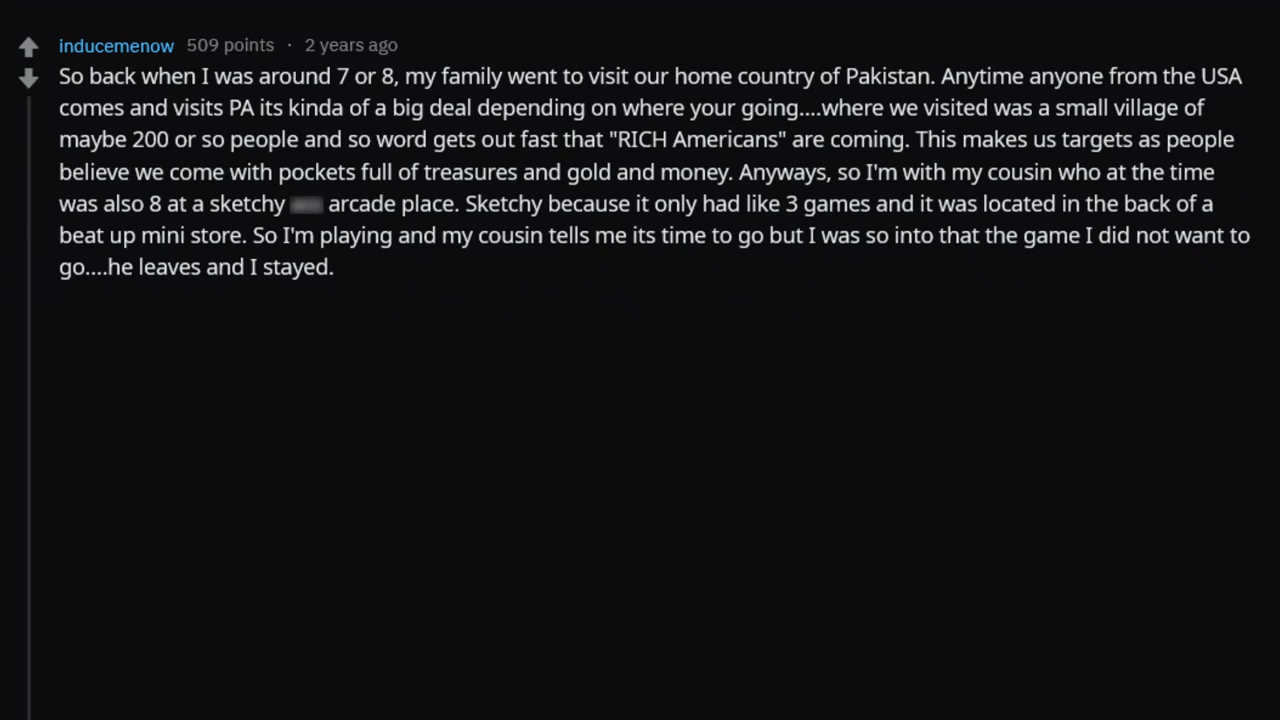 inducemenow 509 points · 2 years ago
So back when I was around 7 or 8, my family went to visit our home country of Pakistan. Anytime anyone from the USA
comes and visits PA its kinda of a big deal depending on where your going....where we visited was a small village of
maybe 200 or so people and so word gets out fast that "RICH Americans" are coming. This makes us targets as people
believe we come with pockets full of treasures and gold and money. Anyways, so I'm with my cousin who at the time
was also 8 at a sketchy arcade place. Sketchy because it only had like 3 games and it was located in the back of a
beat up mini store. So I'm playing and my cousin tells me its time to go but I was so into that the game I did not want to
go....he leaves and I stayed.